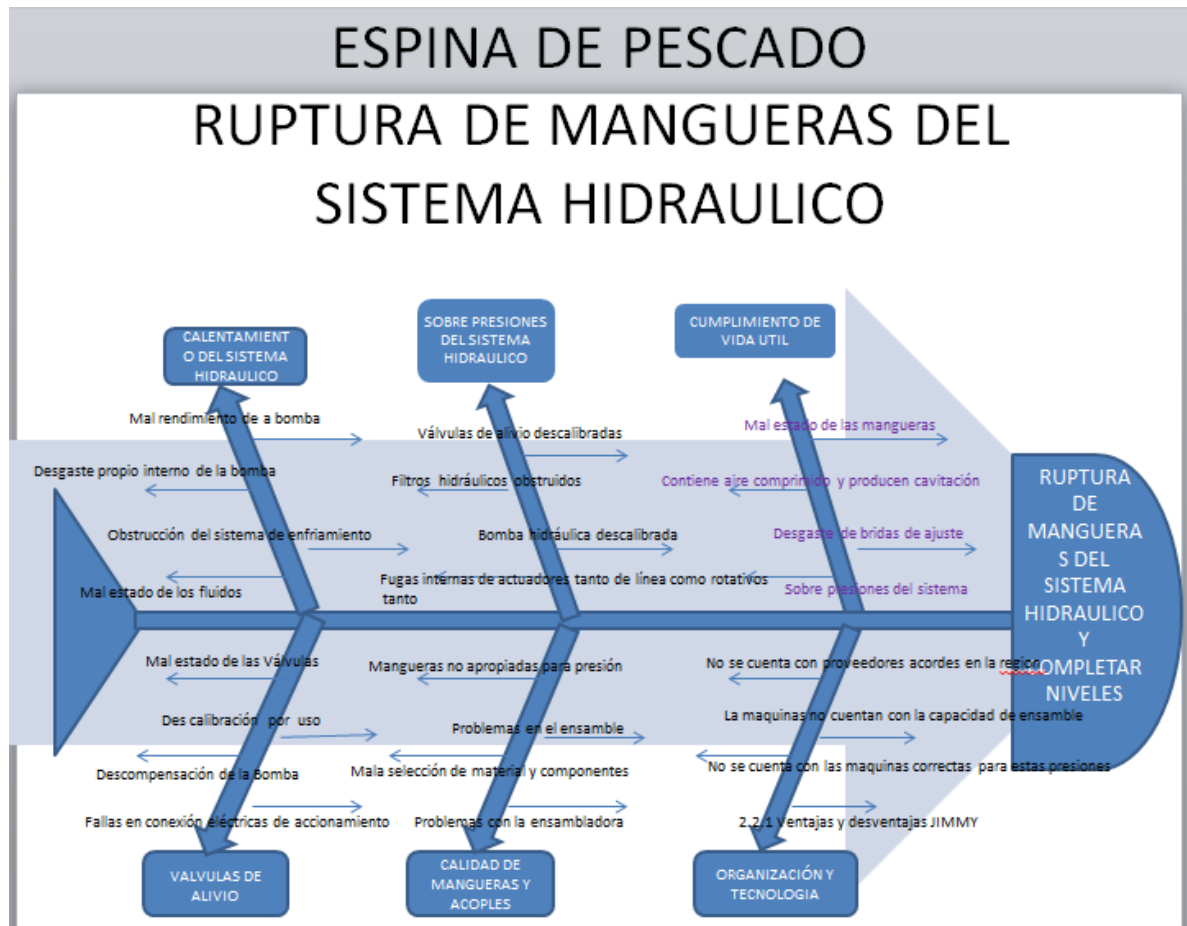 ESPINA DE PESCADO
RUPTURA DE MANGUERAS DEL
SISTEMA HIDRAULICO
CALENTAMIENT
O DEL SISTEMA
HIDRAULICO
SOBRE PRESIONES
DEL SISTEMA
HIDRAULICO
CUMPLIMIENTO DE
VIDA UTIL
Mal rendimiento de a bomba
Desgaste propio interno de la bomba
Obstrucción del sistema de enfriamiento
Mal estado de los fluidos
Válvulas de alivio descalibradas
Filtros hidráulicos obstruidos
Bomba hidráulica descalibrada
Fugas internas de actuadores tanto de línea como rotativos
tanto
Mal estado de las mangueras
Contiene aire comprimido y producen cavitación
Desgaste de bridas de ajuste
Sobre presiones del sistema
RUPTURA
DE
MANGUERA
S DEL
SISTEMA
HIDRAULICO
Y
COMPLETAR
NIVELES
Mal estado de las Válvulas
Des calibración por uso
Descompensación de la Bomba
Fallas en conexión eléctricas de accionamiento
Mangueras no apropiadas para presión
Problemas en el ensamble
Mala selección de material y componentes
Problemas con la ensambladora
No se cuenta con proveedores acordes en la region
La maquinas no cuentan con la capacidad de ensamble
No se cuenta con las maquinas correctas para estas presiones
2.2.1 Ventajas y desventajas JIMMY
VALVULAS DE
ALIVIO
CALIDAD DE
MANGUERAS Y
ACOPLES
ORGANIZACIÓN Y
TECNOLOGIA